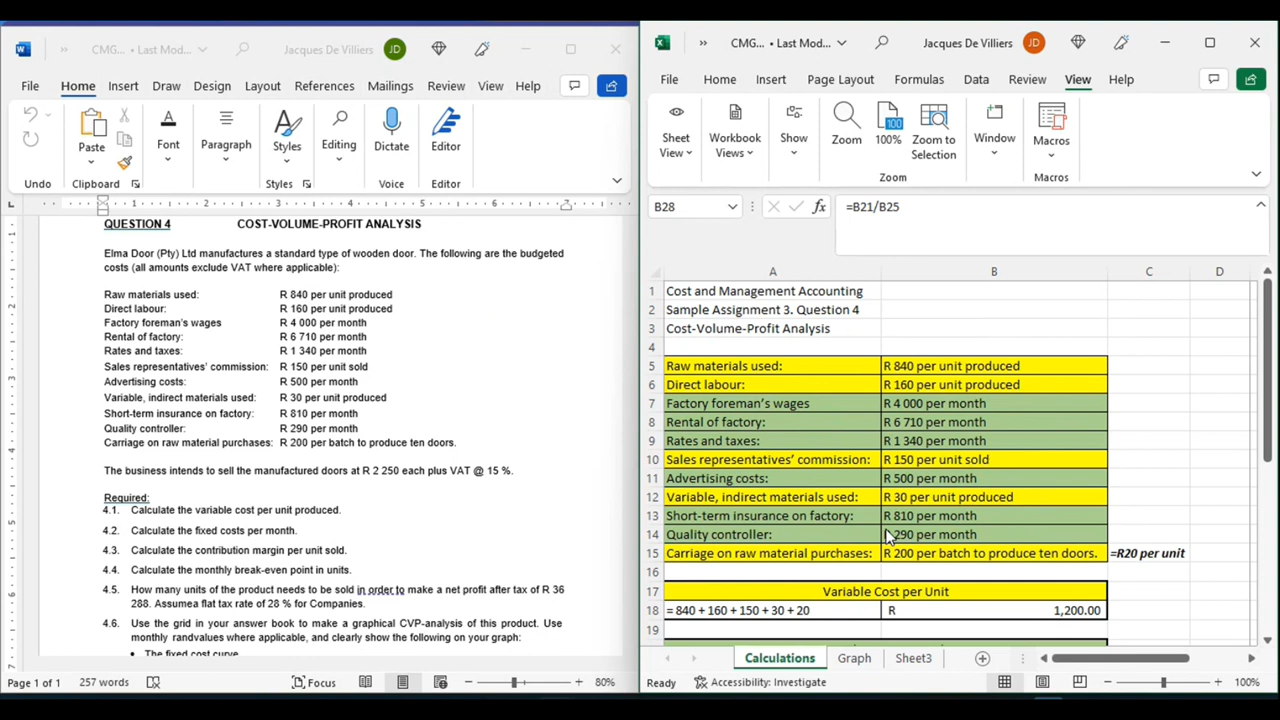 CMG... • Last Mod...
Jacques De Villiers
JD
File
Home
Insert
Draw
Design
Layout
References
Mailings
Review
View
Help
Paste
Font
Paragraph
Styles
Editing
Dictate
Editor
Undo
Clipboard
Styles
Voice
Editor
1 2 3 4 5 6
QUESTION 4 COST-VOLUME-PROFIT ANALYSIS
Elma Door (Pty) Ltd manufactures a standard type of wooden door. The following are the budgeted
costs (all amounts exclude VAT where applicable):
Raw materials used: R 840 per unit produced
Direct labour: R 160 per unit produced
Factory foreman's wages R 4 000 per month
Rental of factory: R 6 710 per month
Rates and taxes: R 1 340 per month
Sales representatives' commission: R 150 per unit sold
Advertising costs: R 500 per month
Variable, indirect materials used: R 30 per unit produced
Short-term insurance on factory: R 810 per month
Quality controller: R 290 per month
Carriage on raw material purchases: R 200 per batch to produce ten doors.
The business intends to sell the manufactured doors at R 2 250 each plus VAT @ 15 %.
Required:
4.1. Calculate the variable cost per unit produced.
4.2. Calculate the fixed costs per month.
4.3. Calculate the contribution margin per unit sold.
4.4. Calculate the monthly break-even point in units.
4.5. How many units of the product needs to be sold in order to make a net profit after tax of R 36
288. Assume a flat tax rate of 28 % for Companies.
4.6. Use the grid in your answer book to make a graphical CVP-analysis of this product. Use
monthly randvalues where applicable, and clearly show the following on your graph:
• The fixed cost curve
Page 1 of 1
257 words
Focus
80%
CMG... • Last Mod...
Jacques De Villiers
JD
File
Home
Insert
Page Layout
Formulas
Data
Review
View
Help
Sheet
View
Workbook
Views
Show
Zoom
100
100%
Zoom to
Selection
Window
Macros
Zoom
Macros
B28
fx
=B21/B25
A B C D
1 Cost and Management Accounting
2 Sample Assignment 3. Question 4
3 Cost-Volume-Profit Analysis
4
5 Raw materials used: R 840 per unit produced
6 Direct labour: R 160 per unit produced
7 Factory foreman's wages R 4 000 per month
8 Rental of factory: R 6 710 per month
9 Rates and taxes: R 1 340 per month
10 Sales representatives' commission: R 150 per unit sold
11 Advertising costs: R 500 per month
12 Variable, indirect materials used: R 30 per unit produced
13 Short-term insurance on factory: R 810 per month
14 Quality controller: R 290 per month
15 Carriage on raw material purchases: R 200 per batch to produce ten doors. =R20 per unit
16
17 Variable Cost per Unit
18 = 840 + 160 + 150 + 30 + 20 R 1,200.00
19
Calculations
Graph
Sheet3
Ready
Accessibility: Investigate
100%